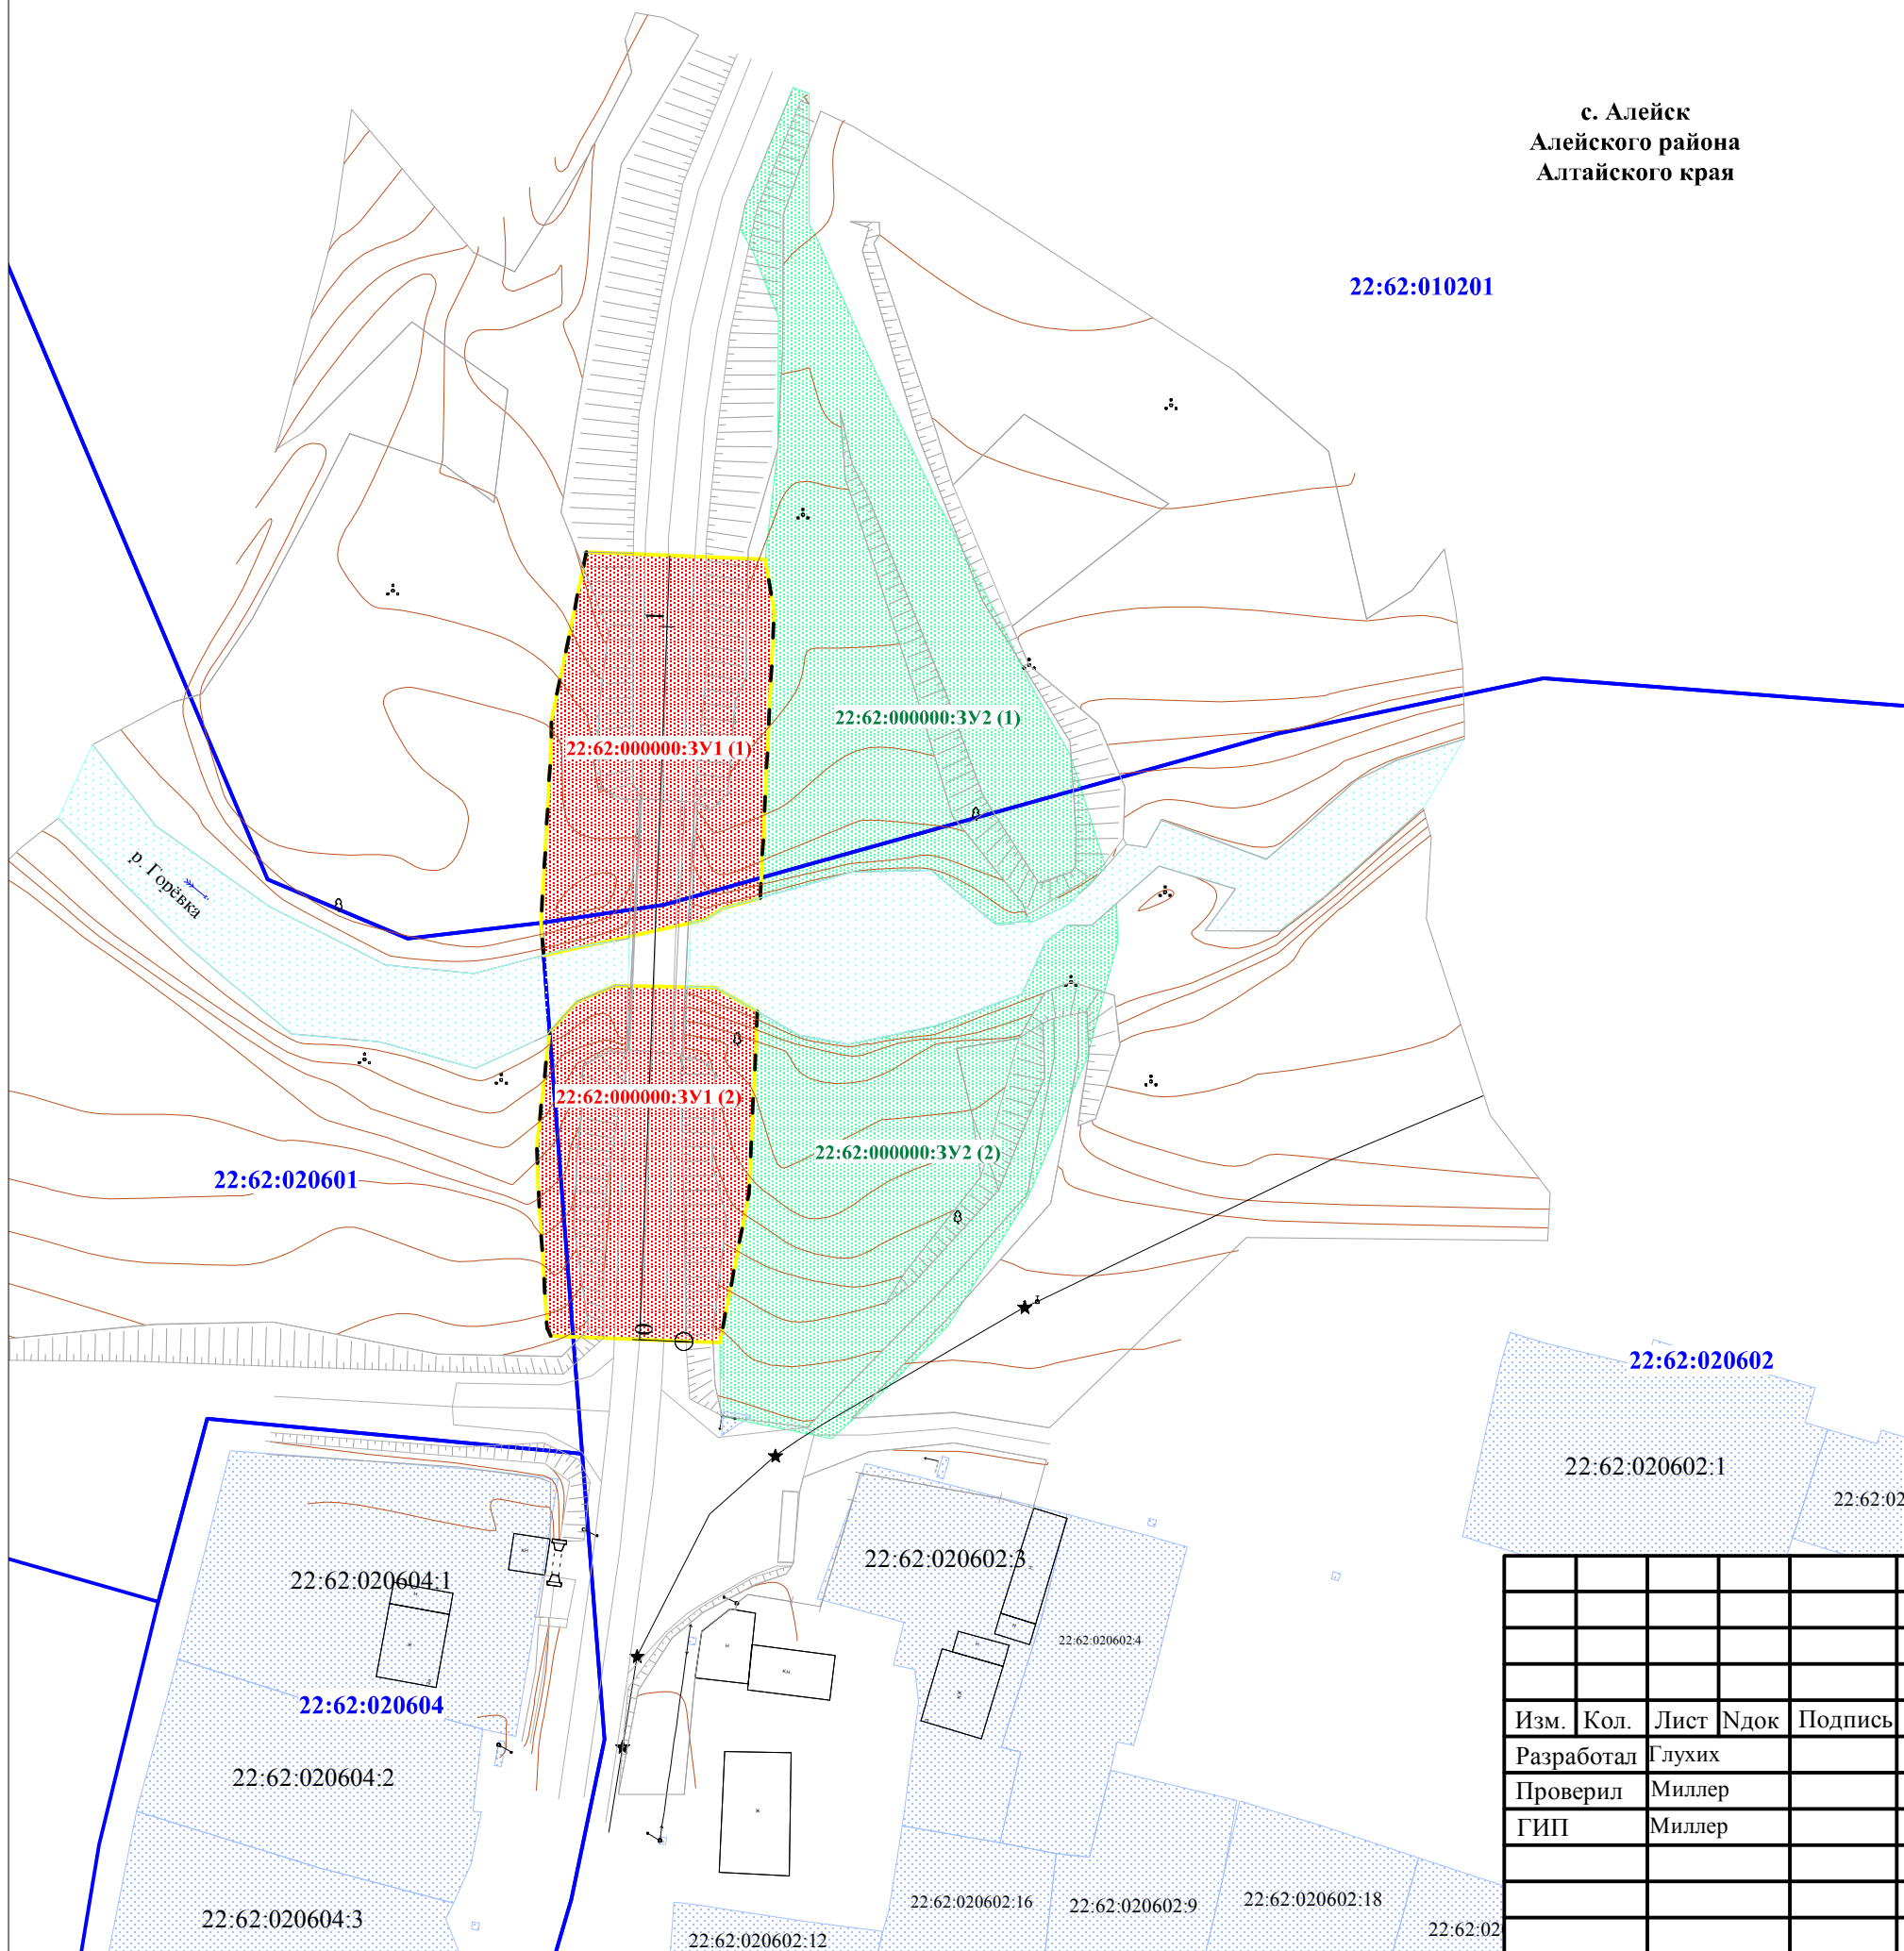 с. Алейск
Алейского района
Алтайского края
22:62:010201
22:62:000000:ЗУ2 (1)
22:62:000000:ЗУ1 (1)
р. Горёвка
22:62:000000:ЗУ1 (2)
22:62:000000:ЗУ2 (2)
22:62:020601
22:62:020602
22:62:020602:1
22:62:02
22:62:020602:3
22:62:020604:1
22:62:020602:4
22:62:020604
22:62:020604:2
Изм. Кол. Лист Nдок Подпись
Разработал Глухих
Проверил Миллер
ГИП Миллер
22:62:020602:16
22:62:020602:9
22:62:020602:18
22:62:020604:3
22:62:02
22:62:020602:12